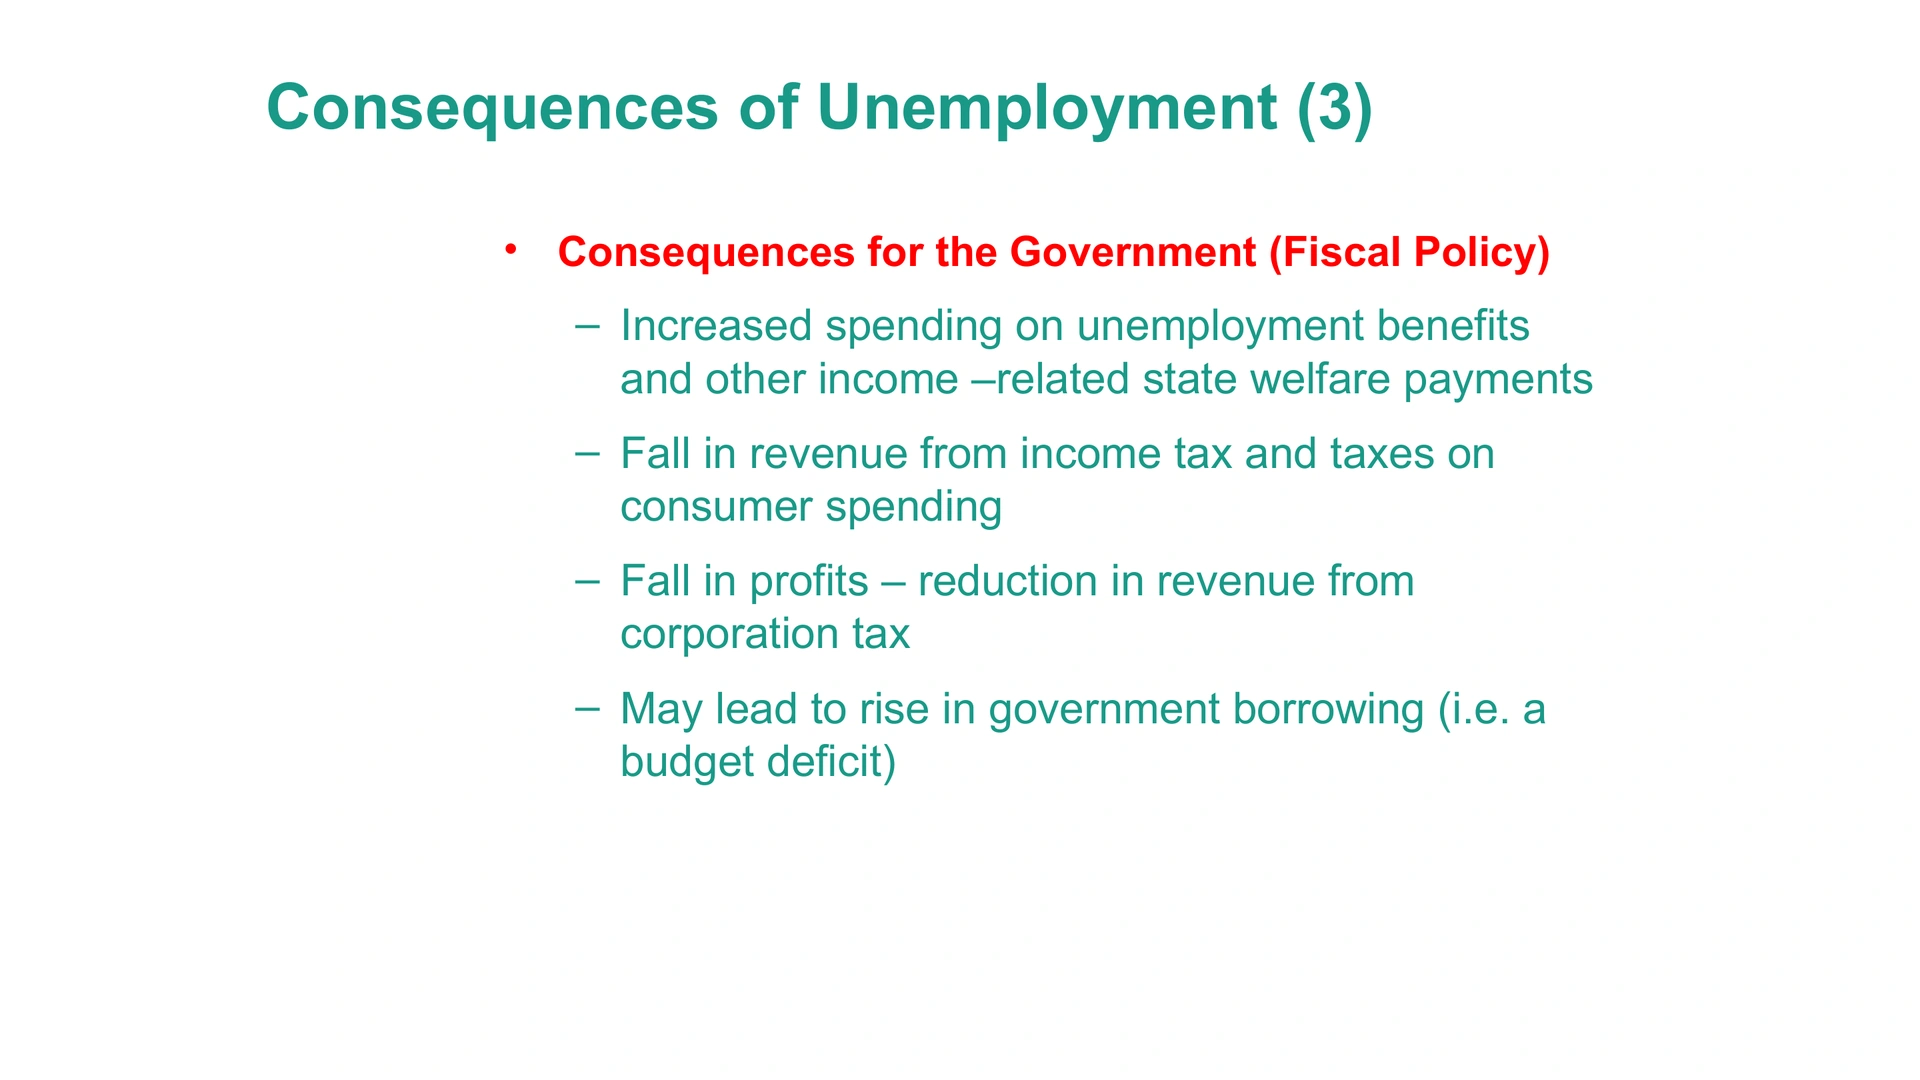 Consequences of Unemployment (3)
• Consequences for the Government (Fiscal Policy)
– Increased spending on unemployment benefits
and other income –related state welfare payments
– Fall in revenue from income tax and taxes on
consumer spending
– Fall in profits – reduction in revenue from
corporation tax
– May lead to rise in government borrowing (i.e. a
budget deficit)